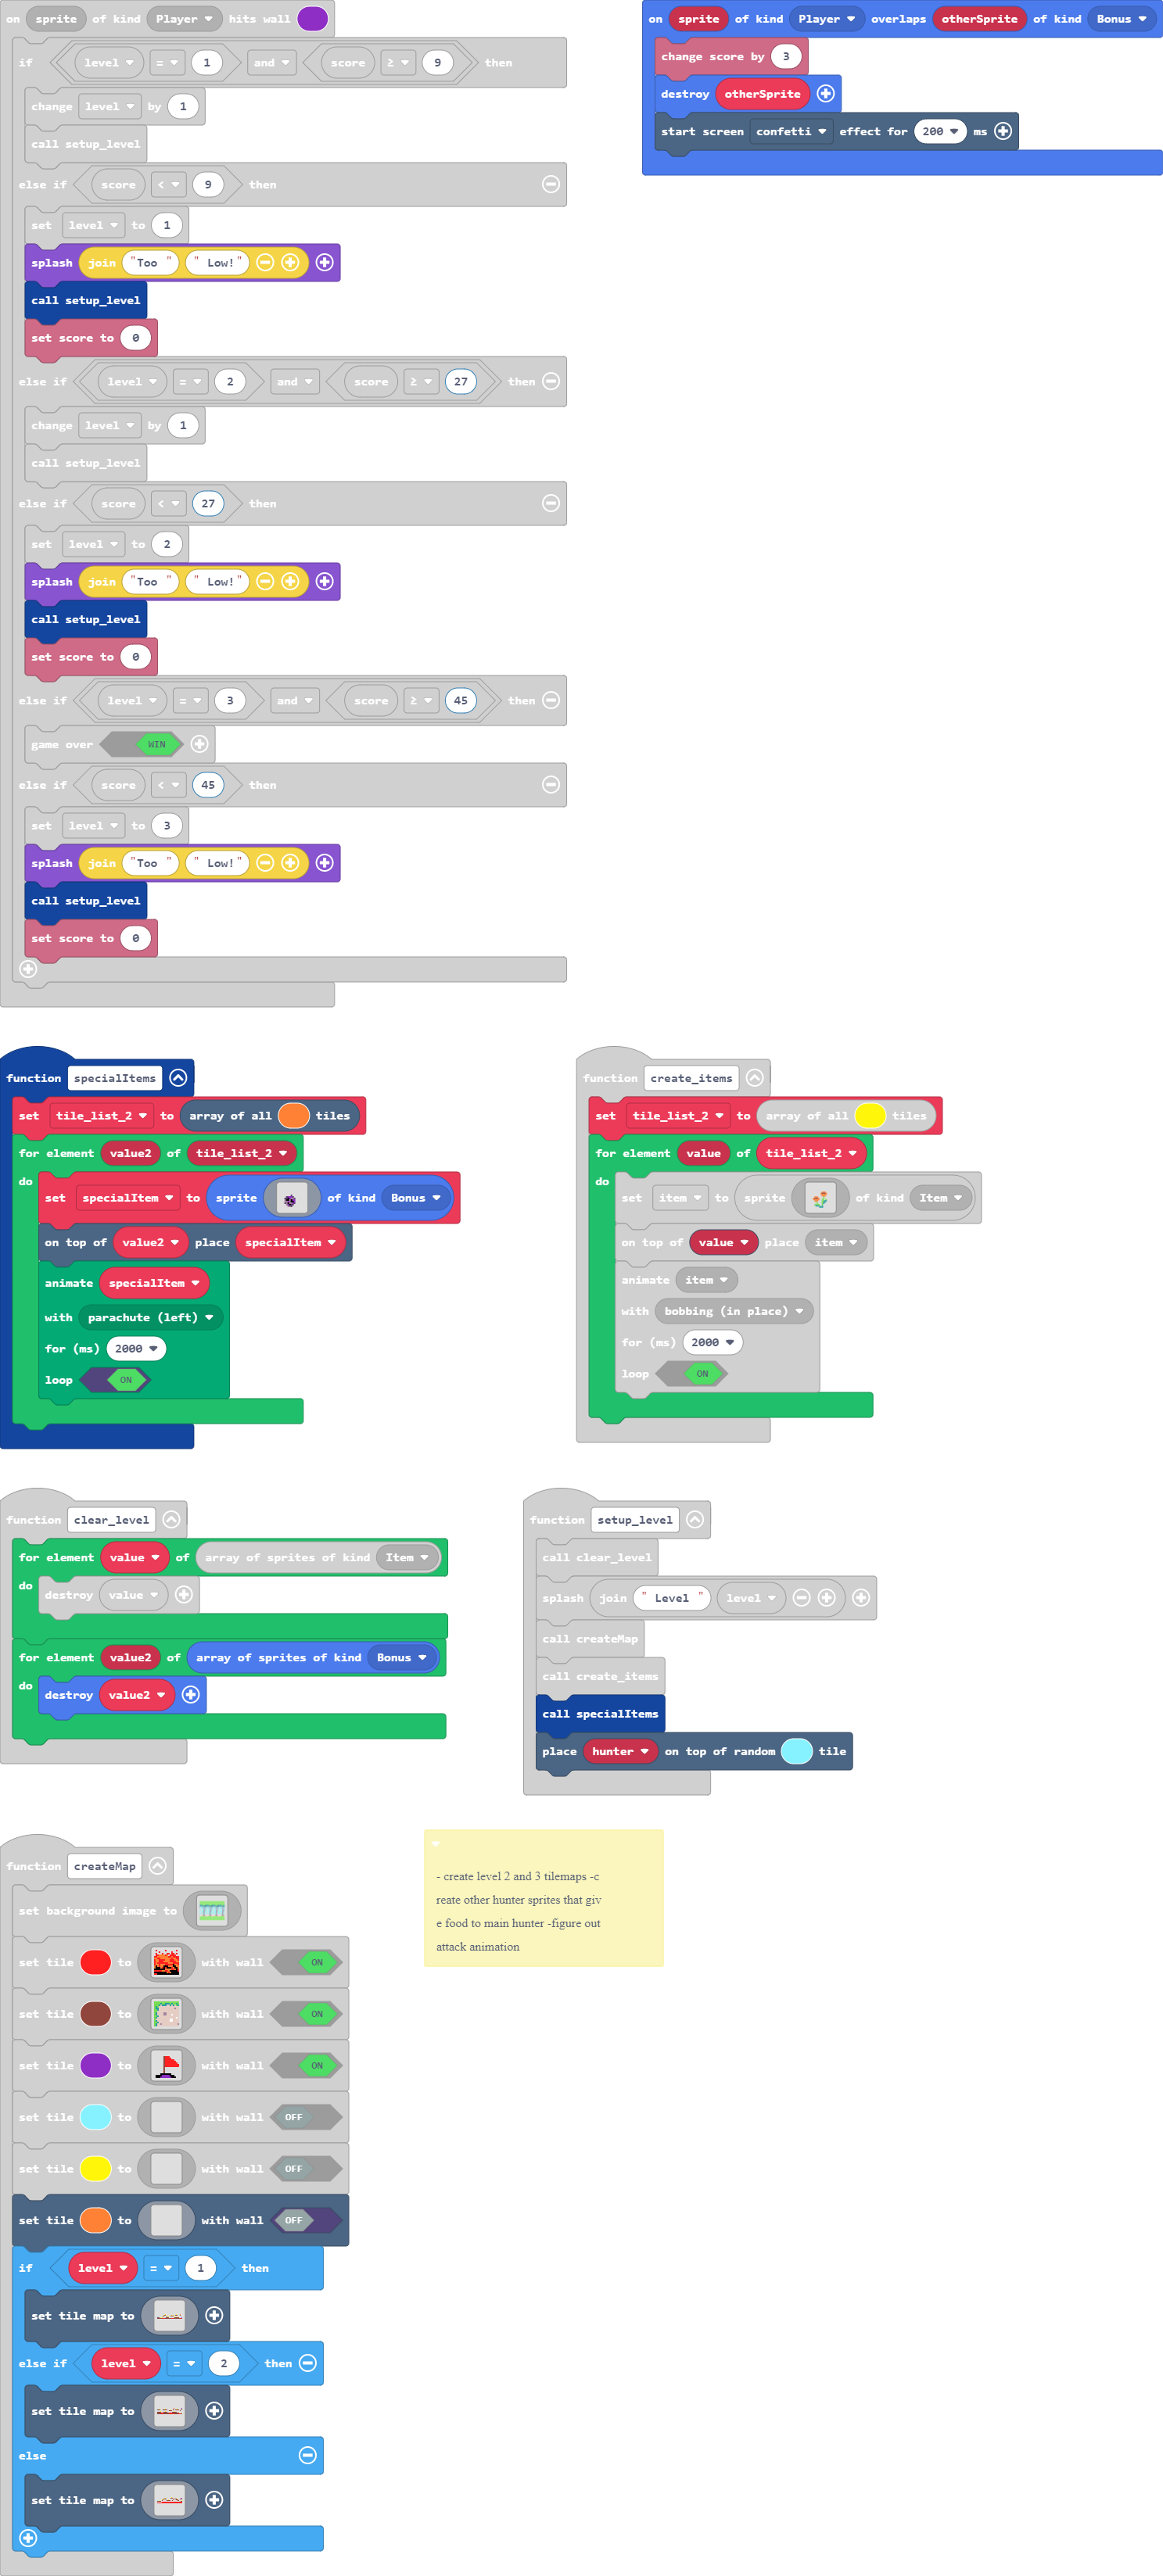 on sprite of kind Player hits wall
if level = 1 and score ≥ 9 then
change level by 1
call setup_level
else if score < 9 then
set level to 1
splash join "Too " " Low!"
call setup_level
set score to 0
else if level = 2 and score ≥ 27 then
change level by 1
call setup_level
else if score < 27 then
set level to 2
splash join "Too " " Low!"
call setup_level
set score to 0
else if level = 3 and score ≥ 45 then
game over WIN
else if score < 45 then
set level to 3
splash join "Too " " Low!"
call setup_level
set score to 0
on sprite of kind Player overlaps otherSprite of kind Bonus
change score by 3
destroy otherSprite
start screen confetti effect for 200 ms
function specialItems
set tile_list_2 to array of all tiles
for element value2 of tile_list_2
do
set specialItem to sprite of kind Bonus
on top of value2 place specialItem
animate specialItem
with parachute (left)
for (ms) 2000
loop ON
function create_items
set tile_list_2 to array of all tiles
for element value of tile_list_2
do
set item to sprite of kind Item
on top of value place item
animate item
with bobbing (in place)
for (ms) 2000
loop ON
function clear_level
for element value of array of sprites of kind Item
do
destroy value
for element value2 of array of sprites of kind Bonus
do
destroy value2
function setup_level
call clear_level
splash join " Level " level
call createMap
call create_items
call specialItems
place hunter on top of random tile
function createMap
set background image to
set tile to with wall ON
set tile to with wall ON
set tile to with wall ON
set tile to with wall OFF
set tile to with wall OFF
set tile to with wall OFF
if level = 1 then
set tile map to
else if level = 2 then
set tile map to
else
set tile map to
- create level 2 and 3 tilemaps -c
reate other hunter sprites that giv
e food to main hunter -figure out
attack animation